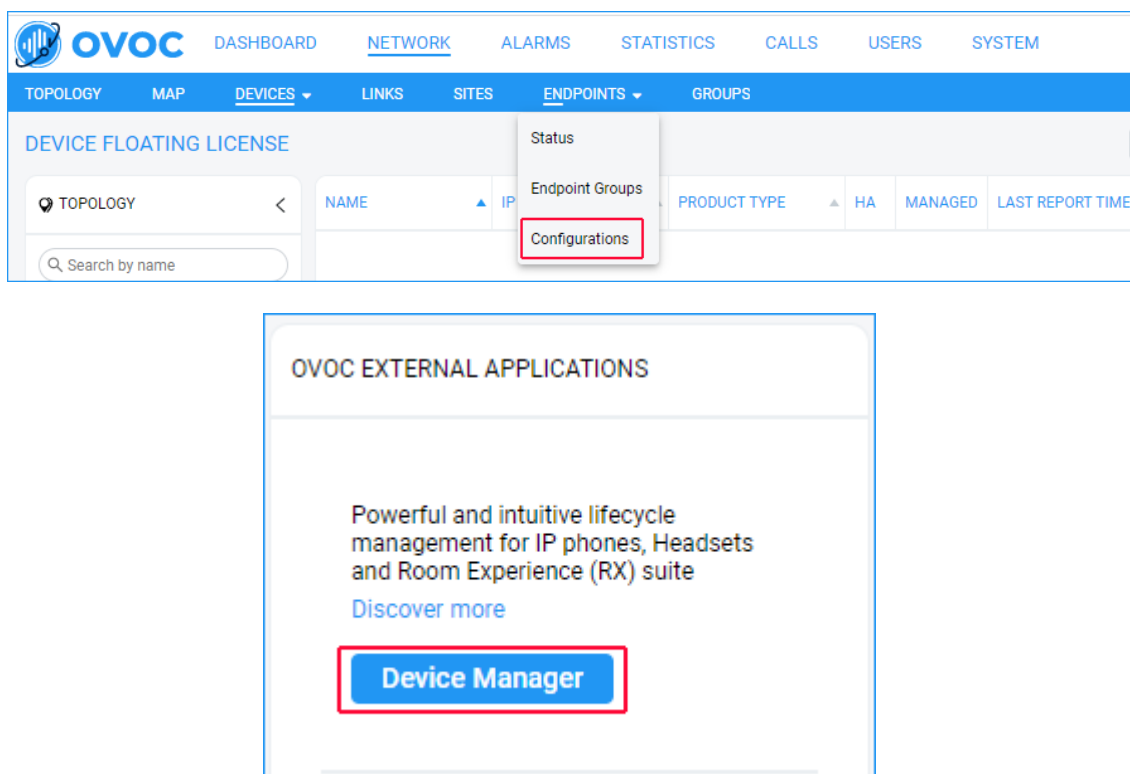 OVOC DASHBOARD NETWORK ALARMS STATISTICS CALLS USERS SYSTEM
TOPOLOGY MAP DEVICES LINKS SITES ENDPOINTS GROUPS
DEVICE FLOATING LICENSE
Status
Endpoint Groups
Configurations
TOPOLOGY
NAME IP PRODUCT TYPE HA MANAGED LAST REPORT TIME
Search by name
OVOC EXTERNAL APPLICATIONS
Powerful and intuitive lifecycle
management for IP phones, Headsets
and Room Experience (RX) suite
Discover more
Device Manager